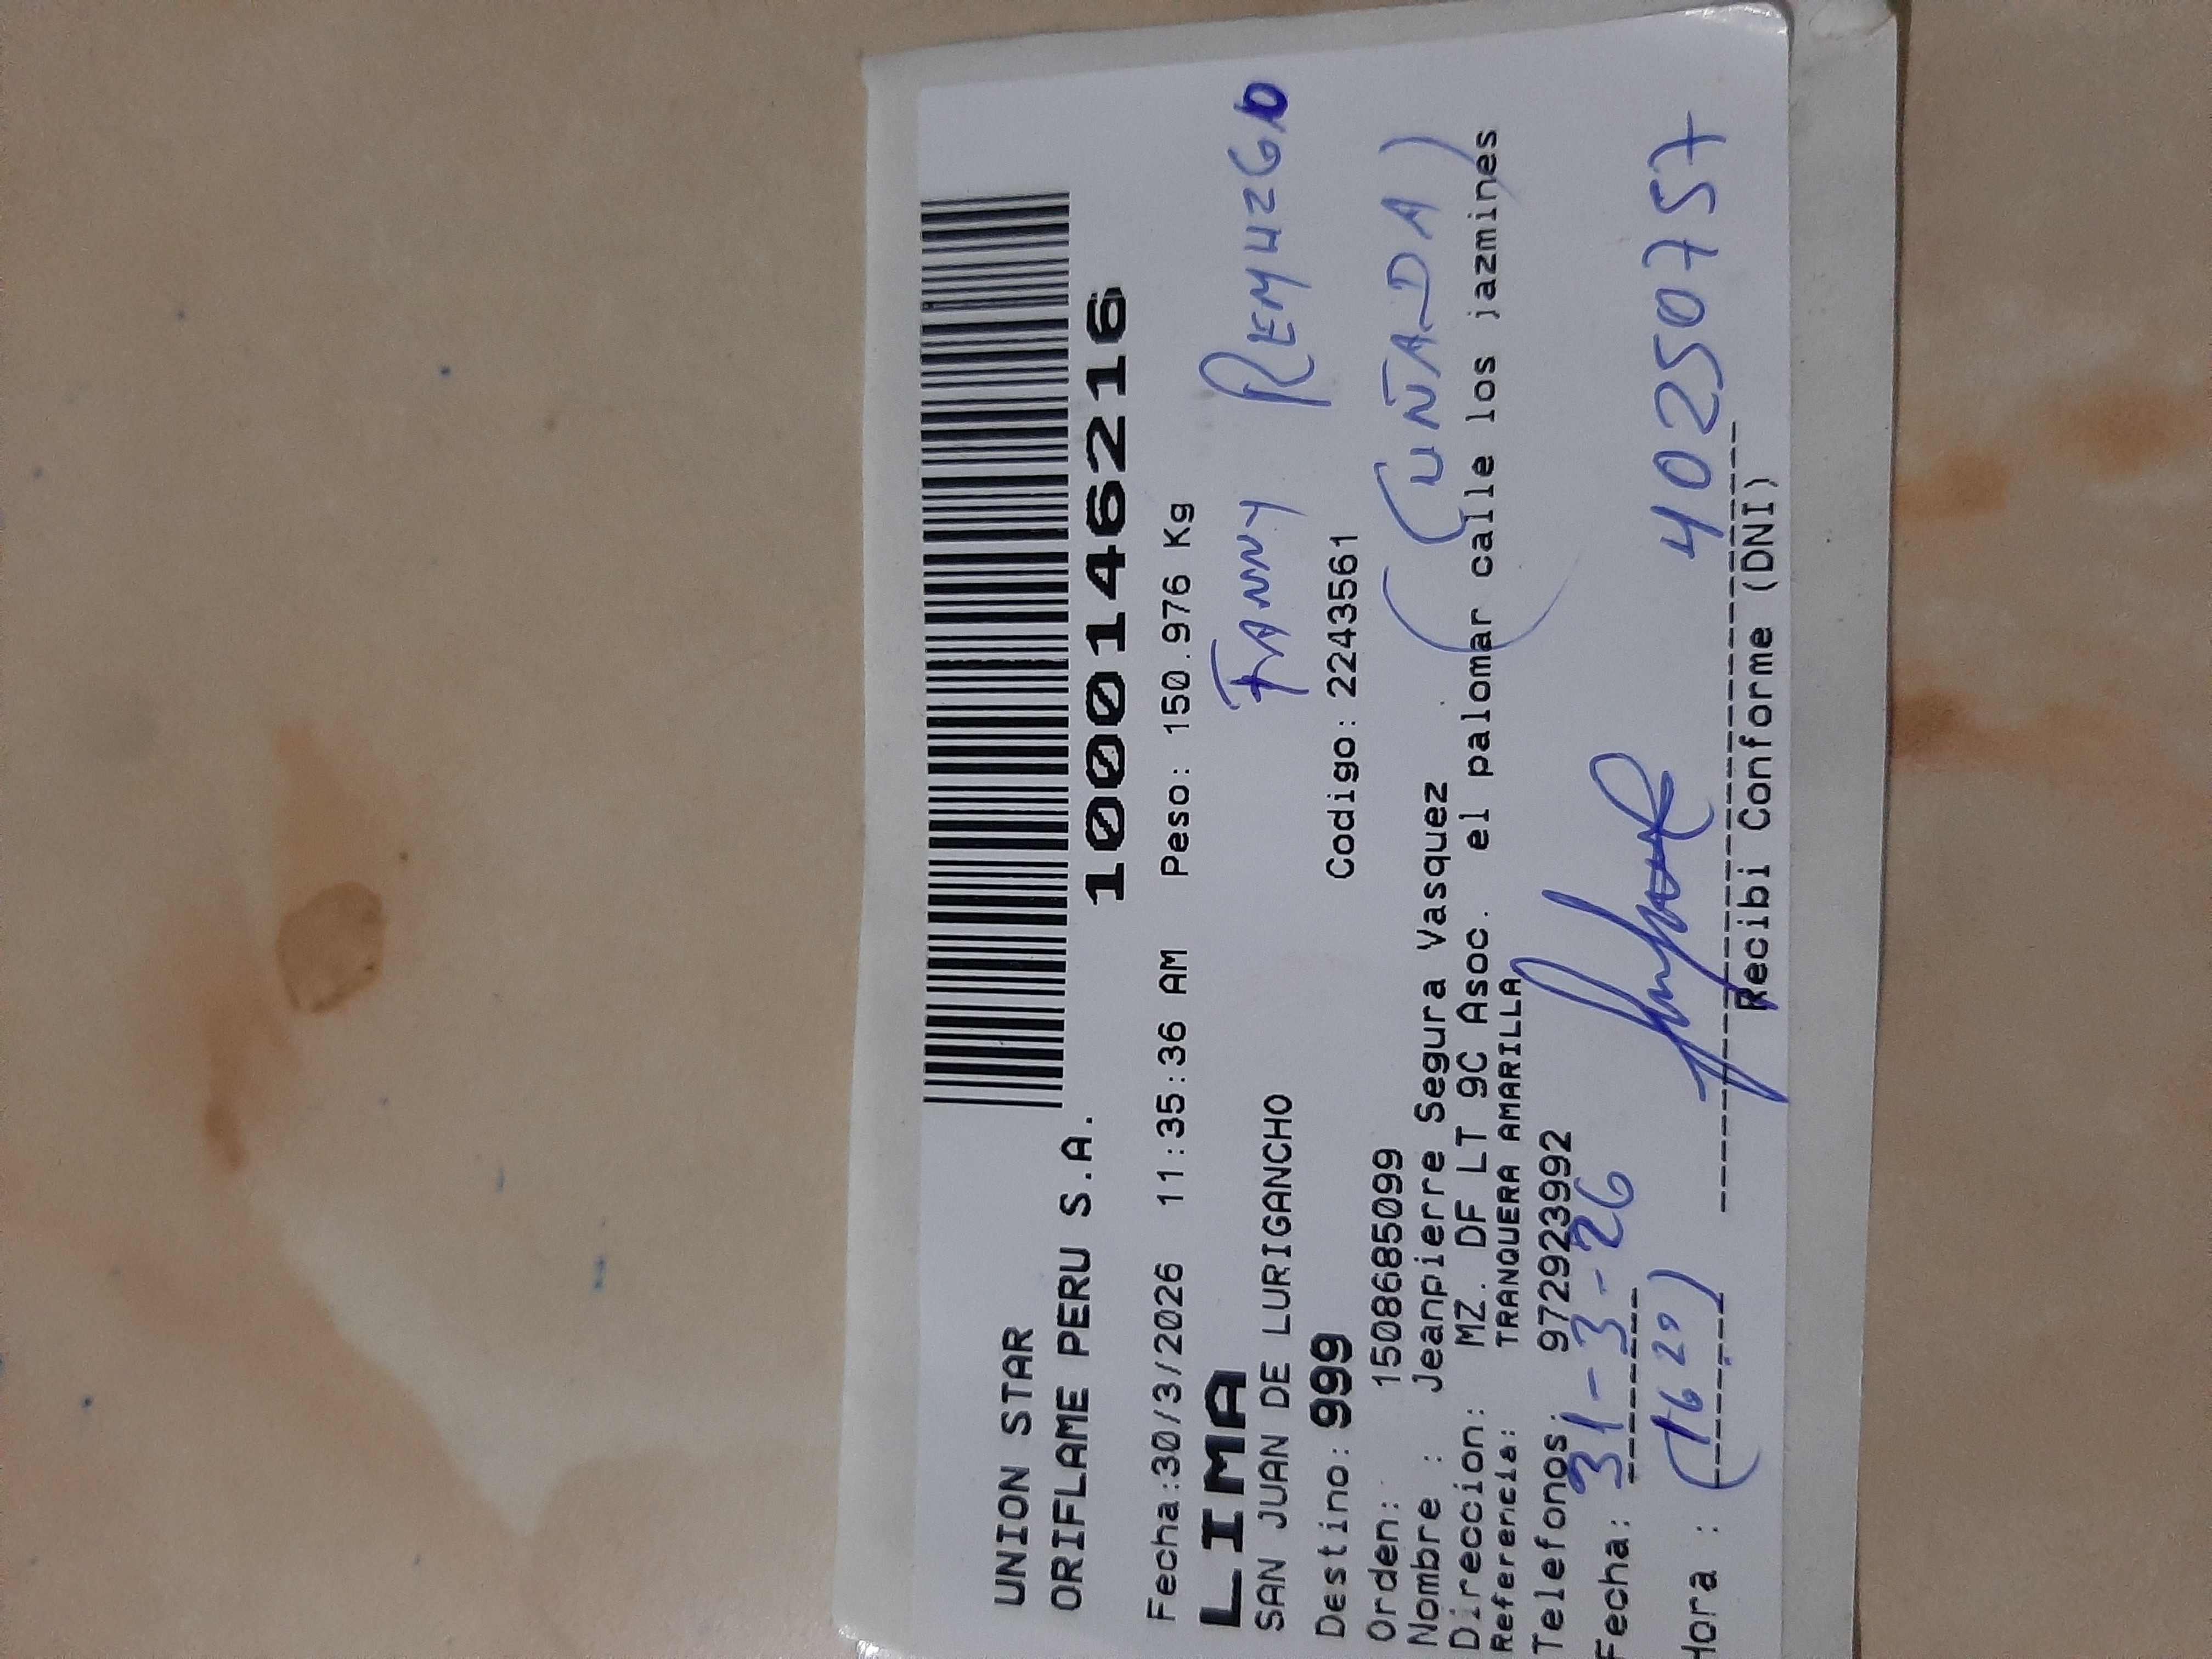 UNION STAR
ORIFLAME PERU S.A.
1000146216
Fecha:30/3/2026 11:35:36 AM Peso: 150.976 Kg
LIMA
SAN JUAN DE LURIGANCHO
FANNY REMUZGO
Destino: 999 Codigo: 2243561
(CUÑADA)
Orden: 1508685099
Nombre : Jeanpierre Segura Vasquez
Direccion: MZ. DF LT 9C Asoc. el palomar calle los jazmines
Referencia: TRANQUERA AMARILLA
Telefonos: 972923992
Fecha: 31-3-26
Hora : (16 29) 40250757
Recibi Conforme (DNI)